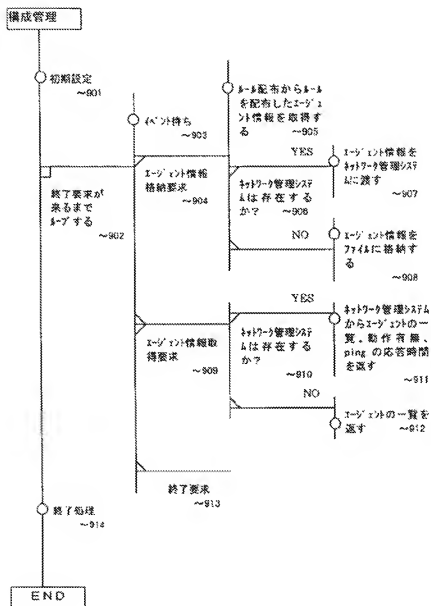 構成管理
初期設定
~901
終了要求が
来るまで
ループする
~902
イベント待ち
~903
エージェント情報
格納要求
~904
ルール配布からルール
を配布したエージェ
ント情報を取得す
る
~905
YES
ネットワーク管理システ
ムは存在する
か?
~906
エージェント情報を
ネットワーク管理システ
ムに渡す
~907
NO
エージェント情報を
ファイルに格納す
る
~908
エージェント情報取
得要求
~909
YES
ネットワーク管理システ
ムは存在する
か?
~910
ネットワーク管理システム
からエージェントの一
覧、動作有無、
pingの応答時間
を返す
~911
NO
エージェントの一覧を
返す
~912
終了要求
~913
終了処理
~914
END